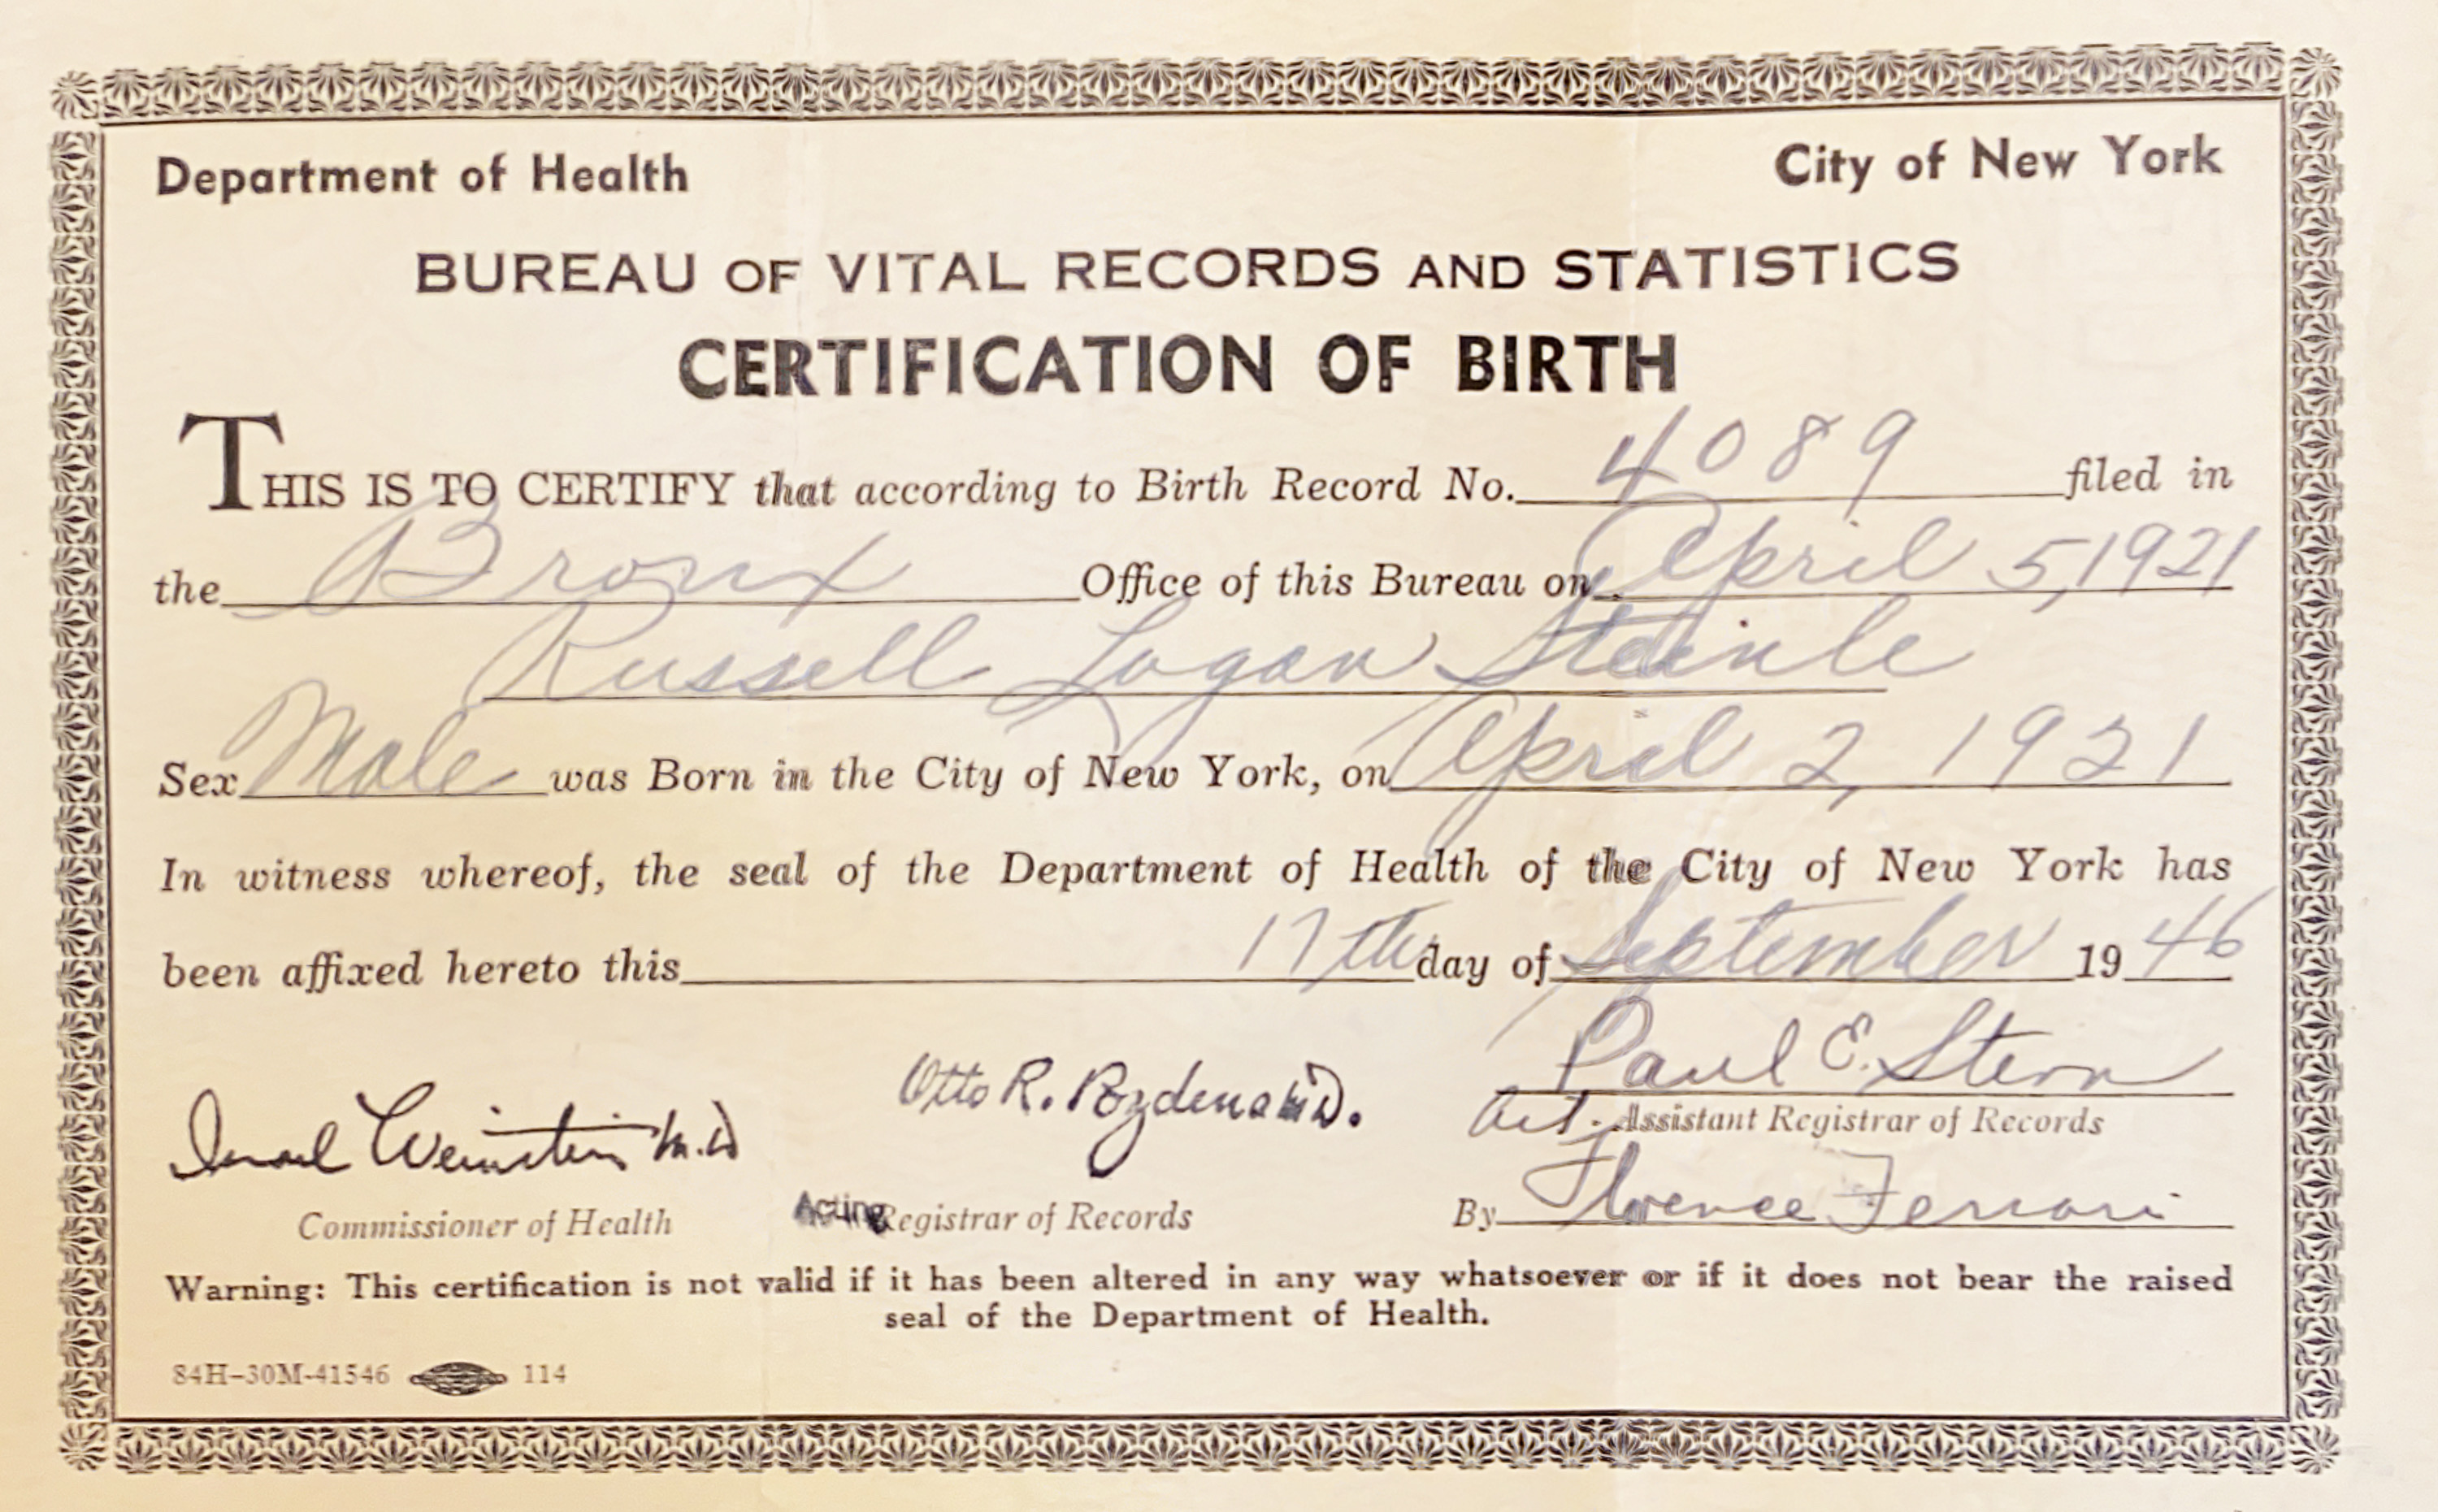 Department of Health City of New York
BUREAU OF VITAL RECORDS AND STATISTICS
CERTIFICATION OF BIRTH
THIS IS TO CERTIFY that according to Birth Record No. 4089 filed in
the Bronx Office of this Bureau on April 5, 1921
Russell Logan Steinle
Sex Male was Born in the City of New York, on April 2, 1921
In witness whereof, the seal of the Department of Health of the City of New York has
been affixed hereto this 17th day of September 1946
Paul E. Stern
Otto R. Pozdena M.D. Act. Assistant Registrar of Records
Israel Weinstein M.D
Commissioner of Health Acting Registrar of Records By Florence Ferrari
Warning: This certification is not valid if it has been altered in any way whatsoever or if it does not bear the raised
seal of the Department of Health.
84H-30M-41546 114